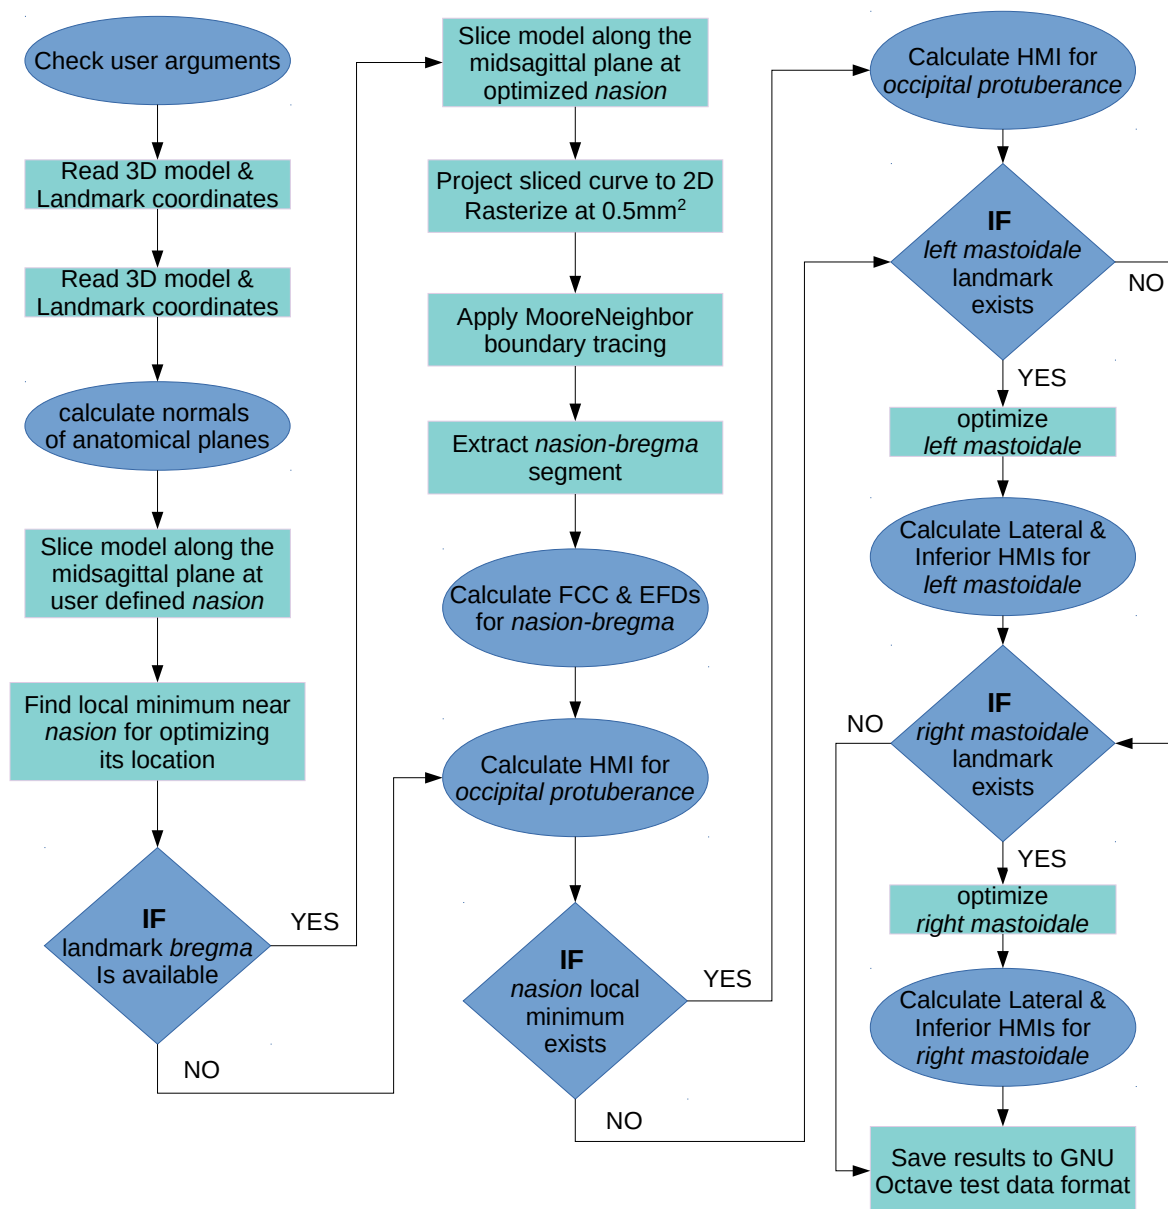 Check user arguments
Read 3D model &
Landmark coordinates
Read 3D model &
Landmark coordinates
calculate normals
of anatomical planes
Slice model along the
midsagittal plane at
user defined nasion
Find local minimum near
nasion for optimizing
its location
IF
landmark bregma
Is available
YES
NO
Slice model along the
midsagittal plane at
optimized nasion
Project sliced curve to 2D
Rasterize at 0.5mm²
Apply MooreNeighbor
boundary tracing
Extract nasion-bregma
segment
Calculate FCC & EFDs
for nasion-bregma
Calculate HMI for
occipital protuberance
IF
nasion local
minimum
exists
YES
NO
Calculate HMI for
occipital protuberance
IF
left mastoidale
landmark
exists
NO
YES
optimize
left mastoidale
Calculate Lateral &
Inferior HMIs for
left mastoidale
IF
right mastoidale
landmark
exists
NO
YES
optimize
right mastoidale
Calculate Lateral &
Inferior HMIs for
right mastoidale
Save results to GNU
Octave test data format